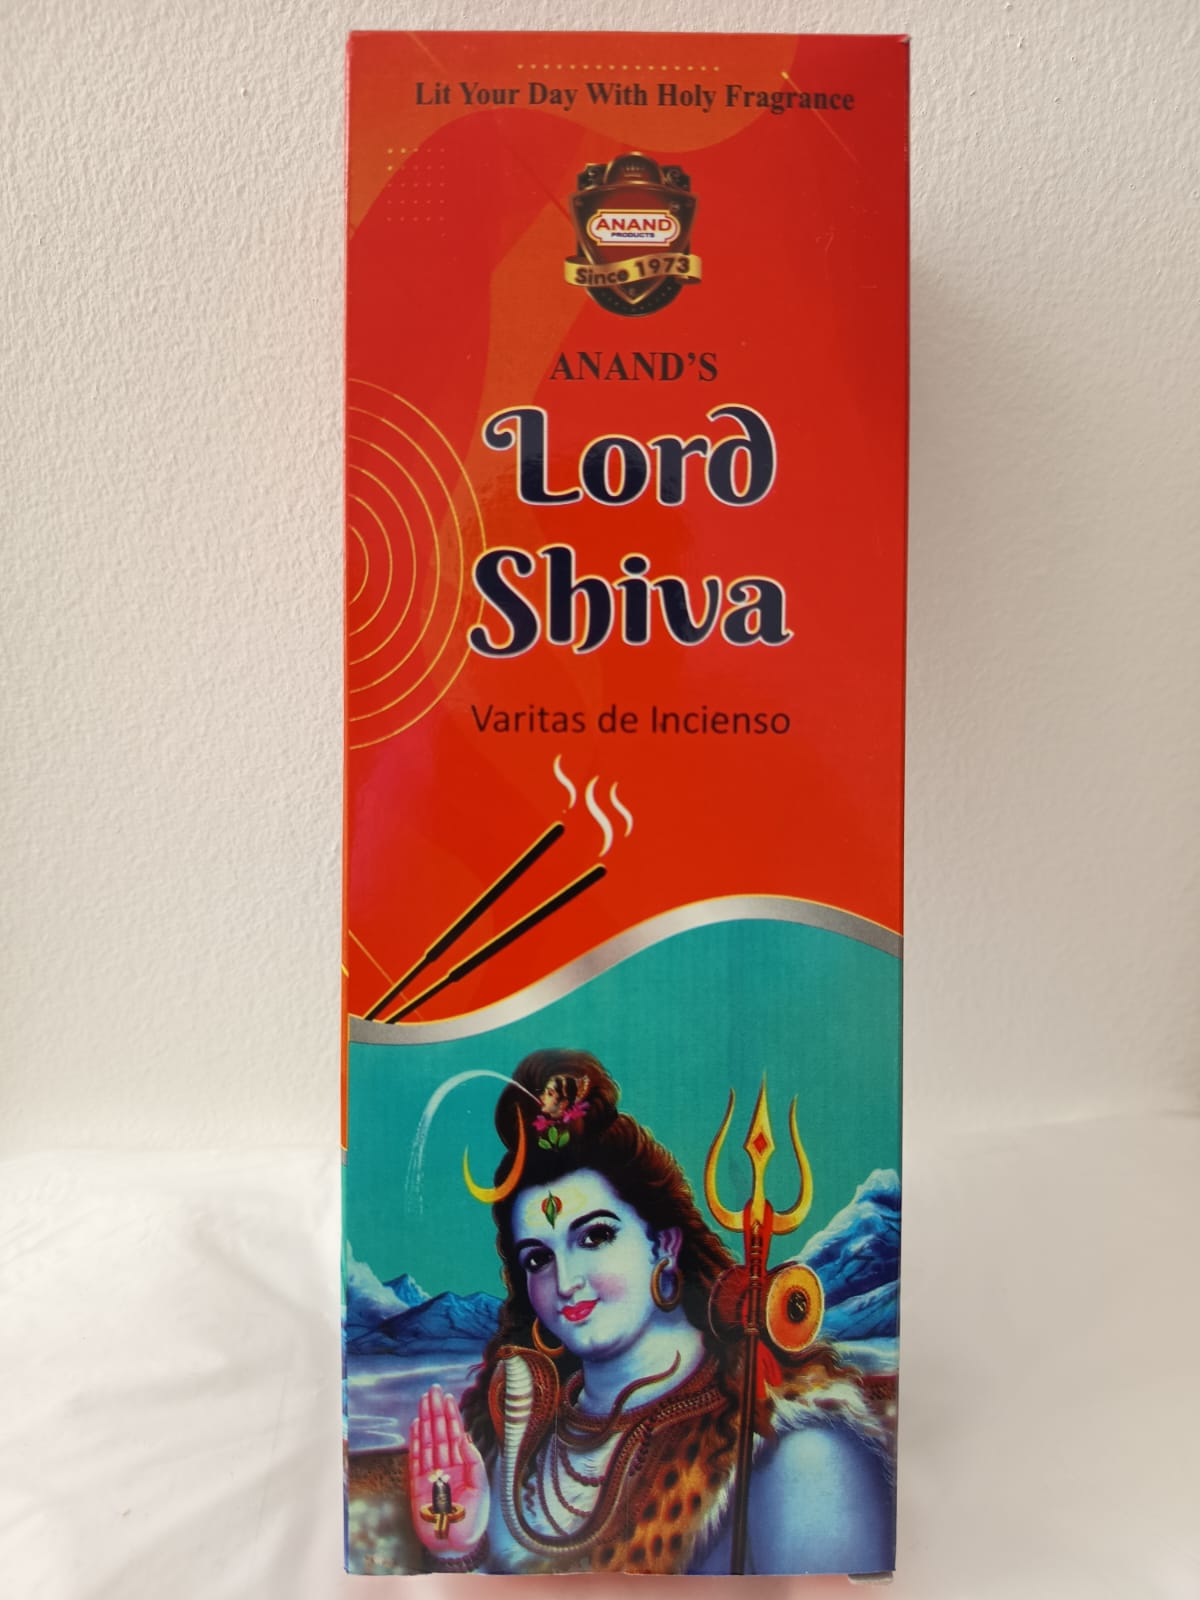 Lit Your Day With Holy Fragrance
ANAND
PRODUCTS
Since 1973
ANAND'S
Lord
Shiva
Varitas de Incienso